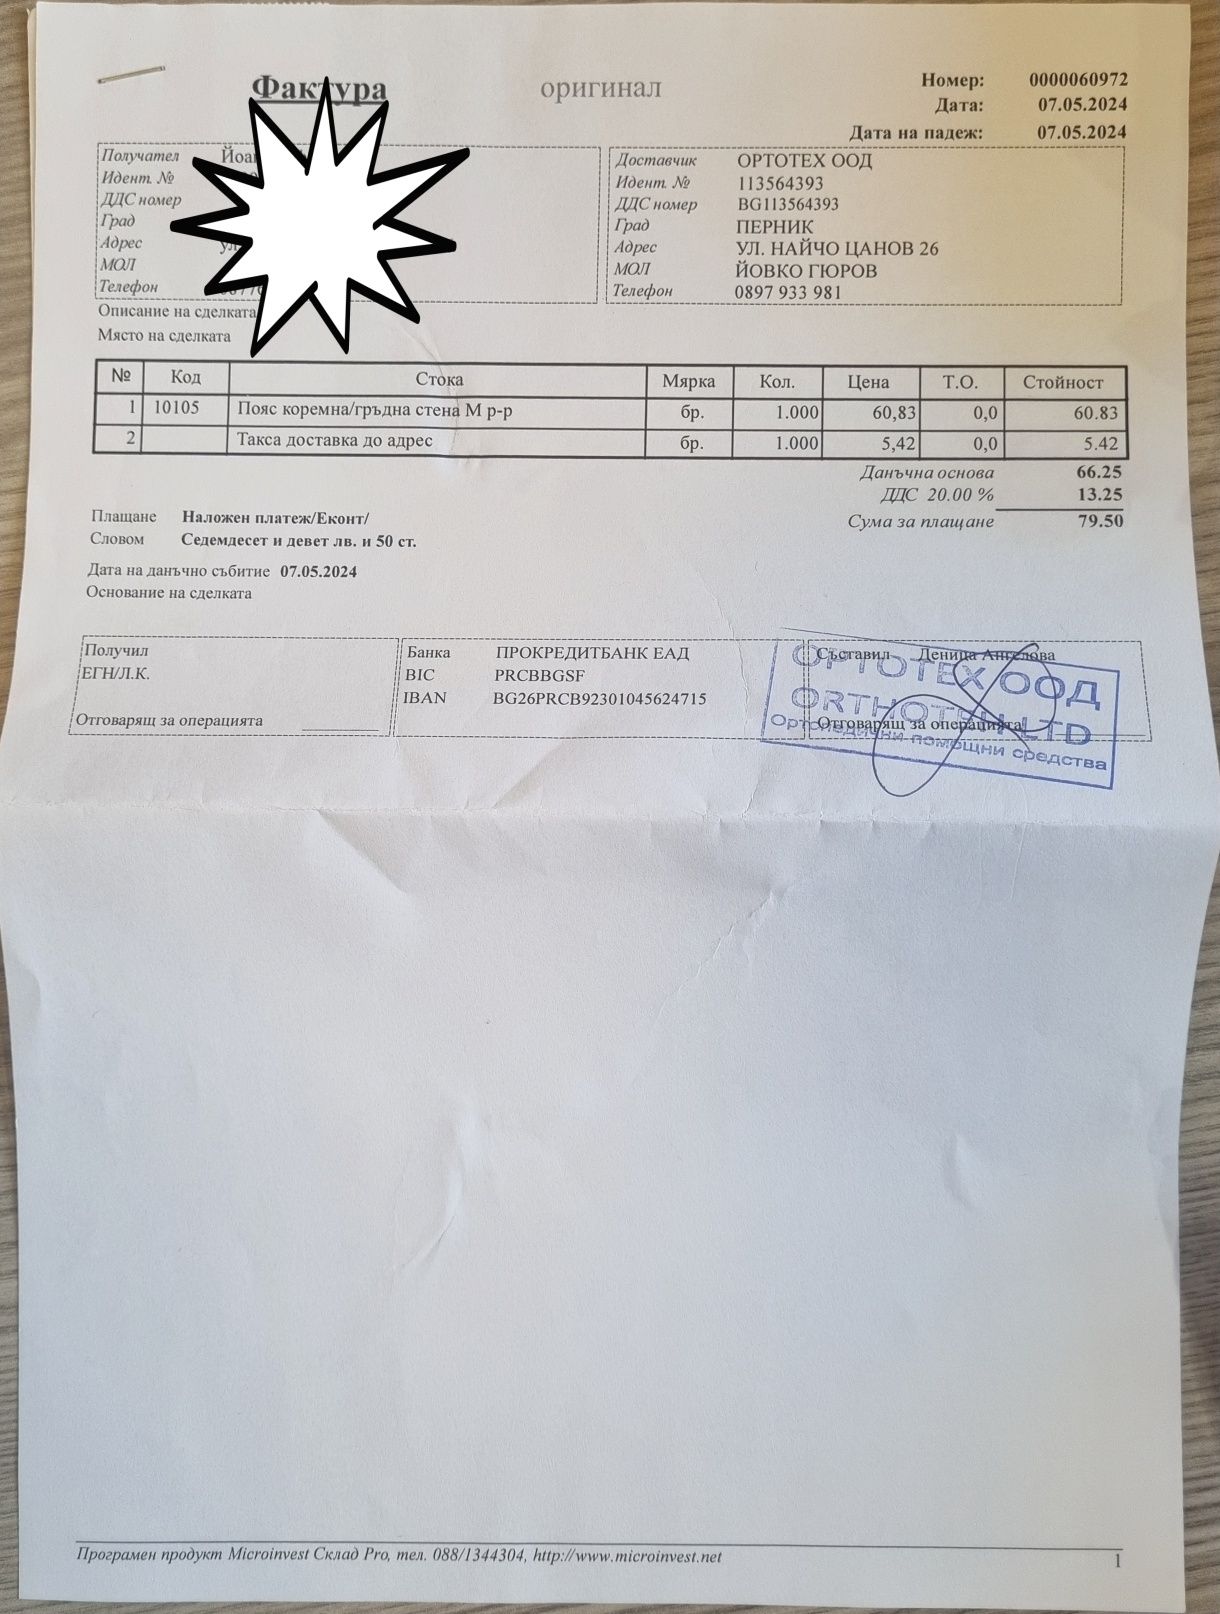 Фактура оригинал
Номер: 0000060972
Дата: 07.05.2024
Дата на падеж: 07.05.2024
Получател
Идент. №
ДДС номер
Град
Адрес
МОЛ
Телефон
Доставчик ОРТОТЕХ ООД
Идент. № 113564393
ДДС номер BG113564393
Град ПЕРНИК
Адрес УЛ. НАЙЧО ЦАНОВ 26
МОЛ ЙОВКО ГЮРОВ
Телефон 0897 933 981
Описание на сделката
Място на сделката
№ Код Стока Мярка Кол. Цена Т.О. Стойност
1 10105 Пояс коремна/гръдна стена М р-р бр. 1.000 60,83 0,0 60.83
2 Такса доставка до адрес бр. 1.000 5,42 0,0 5.42
Данъчна основа 66.25
ДДС 20.00 % 13.25
Сума за плащане 79.50
Плащане Наложен платеж/Еконт/
Словом Седемдесет и девет лв. и 50 ст.
Дата на данъчно събитие 07.05.2024
Основание на сделката
Получил
ЕГН/Л.К.
Отговарящ за операцията
Банка ПРОКРЕДИТБАНК ЕАД
BIC PRCBBGSF
IBAN BG26PRCB92301045624715
Съставил Деница Ангелова
Отговарящ за операцията
ОРТОТЕХ ООД
ORTHOTEH LTD
Ортопедични помощни средства
Програмен продукт Microinvest Склад Pro, тел. 088/1344304, http://www.microinvest.net 1